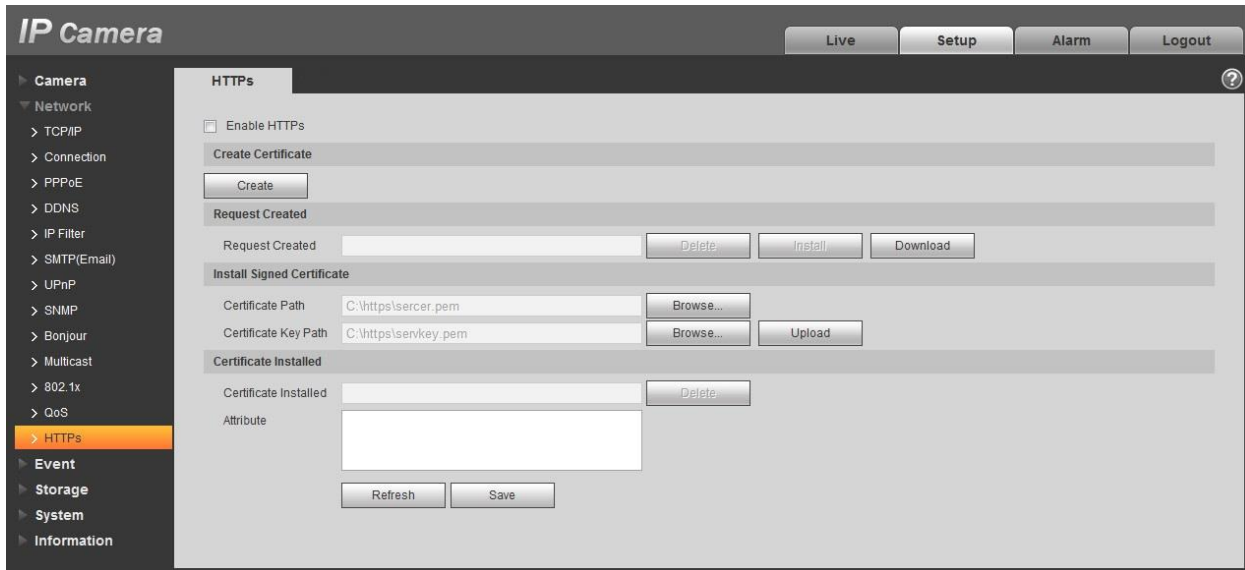 IP Camera
Live
Setup
Alarm
Logout
Camera
Network
TCP/IP
Connection
PPPoE
DDNS
IP Filter
SMTP(Email)
UPnP
SNMP
Bonjour
Multicast
802.1x
QoS
HTTPs
Event
Storage
System
Information
HTTPs
?
Enable HTTPs
Create Certificate
Create
Request Created
Request Created Delete Install Download
Install Signed Certificate
Certificate Path C:\https\sercer.pem Browse...
Certificate Key Path C:\https\servkey.pem Browse... Upload
Certificate Installed
Certificate Installed Delete
Attribute
Refresh Save